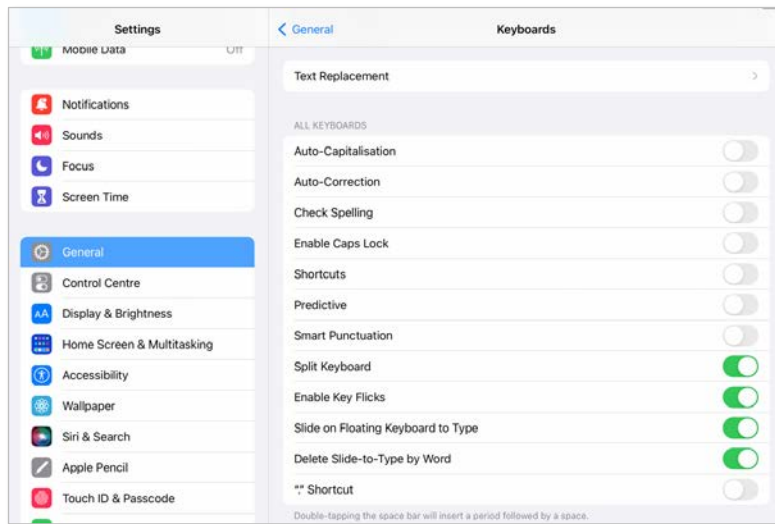 Settings
Mobile Data Off
Notifications
Sounds
Focus
Screen Time
General
Control Centre
AA
Display & Brightness
Home Screen & Multitasking
Accessibility
Wallpaper
Siri & Search
Apple Pencil
Touch ID & Passcode
General
Keyboards
Text Replacement
ALL KEYBOARDS
Auto-Capitalisation
Auto-Correction
Check Spelling
Enable Caps Lock
Shortcuts
Predictive
Smart Punctuation
Split Keyboard
Enable Key Flicks
Slide on Floating Keyboard to Type
Delete Slide-to-Type by Word
"." Shortcut
Double-tapping the space bar will insert a period followed by a space.